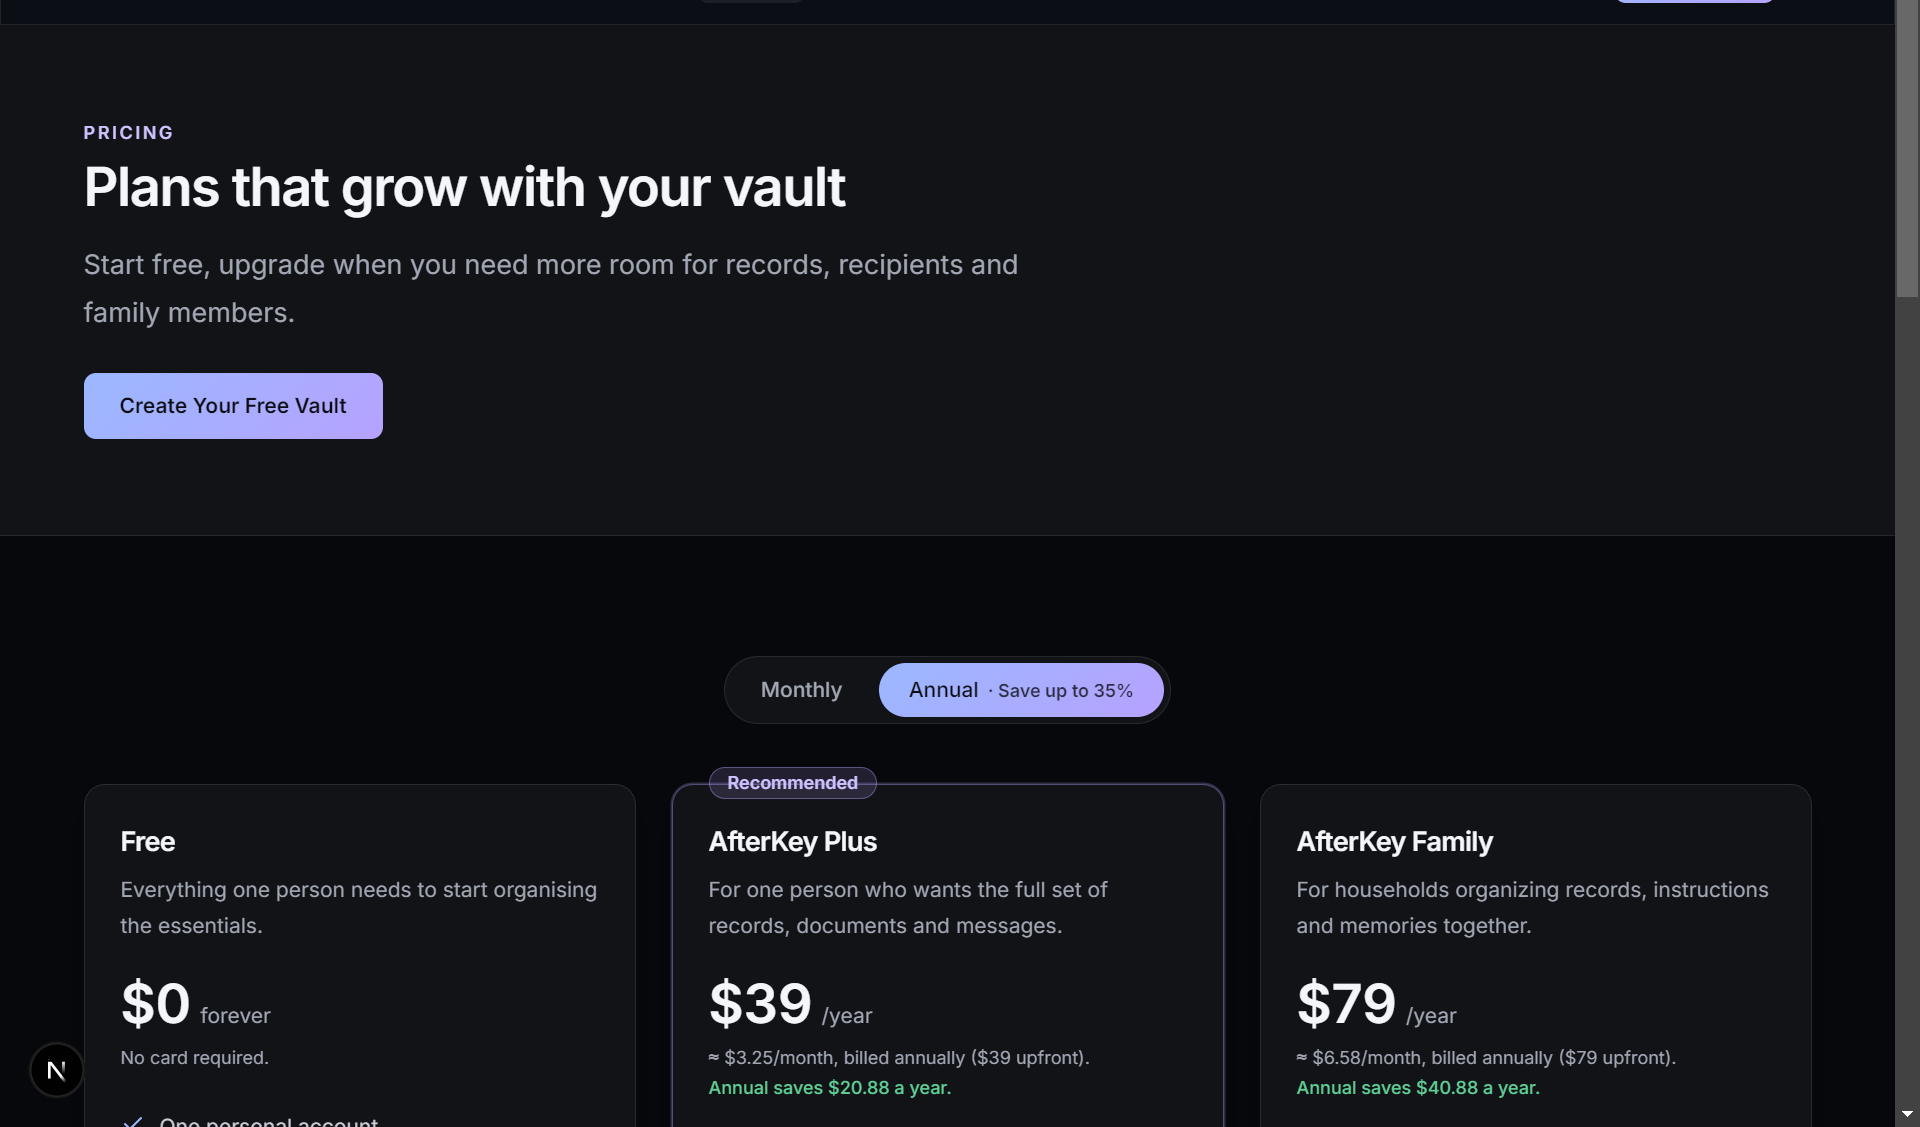 PRICING
Plans that grow with your vault
Start free, upgrade when you need more room for records, recipients and
family members.
Create Your Free Vault
Monthly
Annual · Save up to 35%
Recommended
Free
Everything one person needs to start organising
the essentials.
$0 forever
No card required.
One personal account
AfterKey Plus
For one person who wants the full set of
records, documents and messages.
$39 /year
≈ $3.25/month, billed annually ($39 upfront).
Annual saves $20.88 a year.
AfterKey Family
For households organizing records, instructions
and memories together.
$79 /year
≈ $6.58/month, billed annually ($79 upfront).
Annual saves $40.88 a year.
N